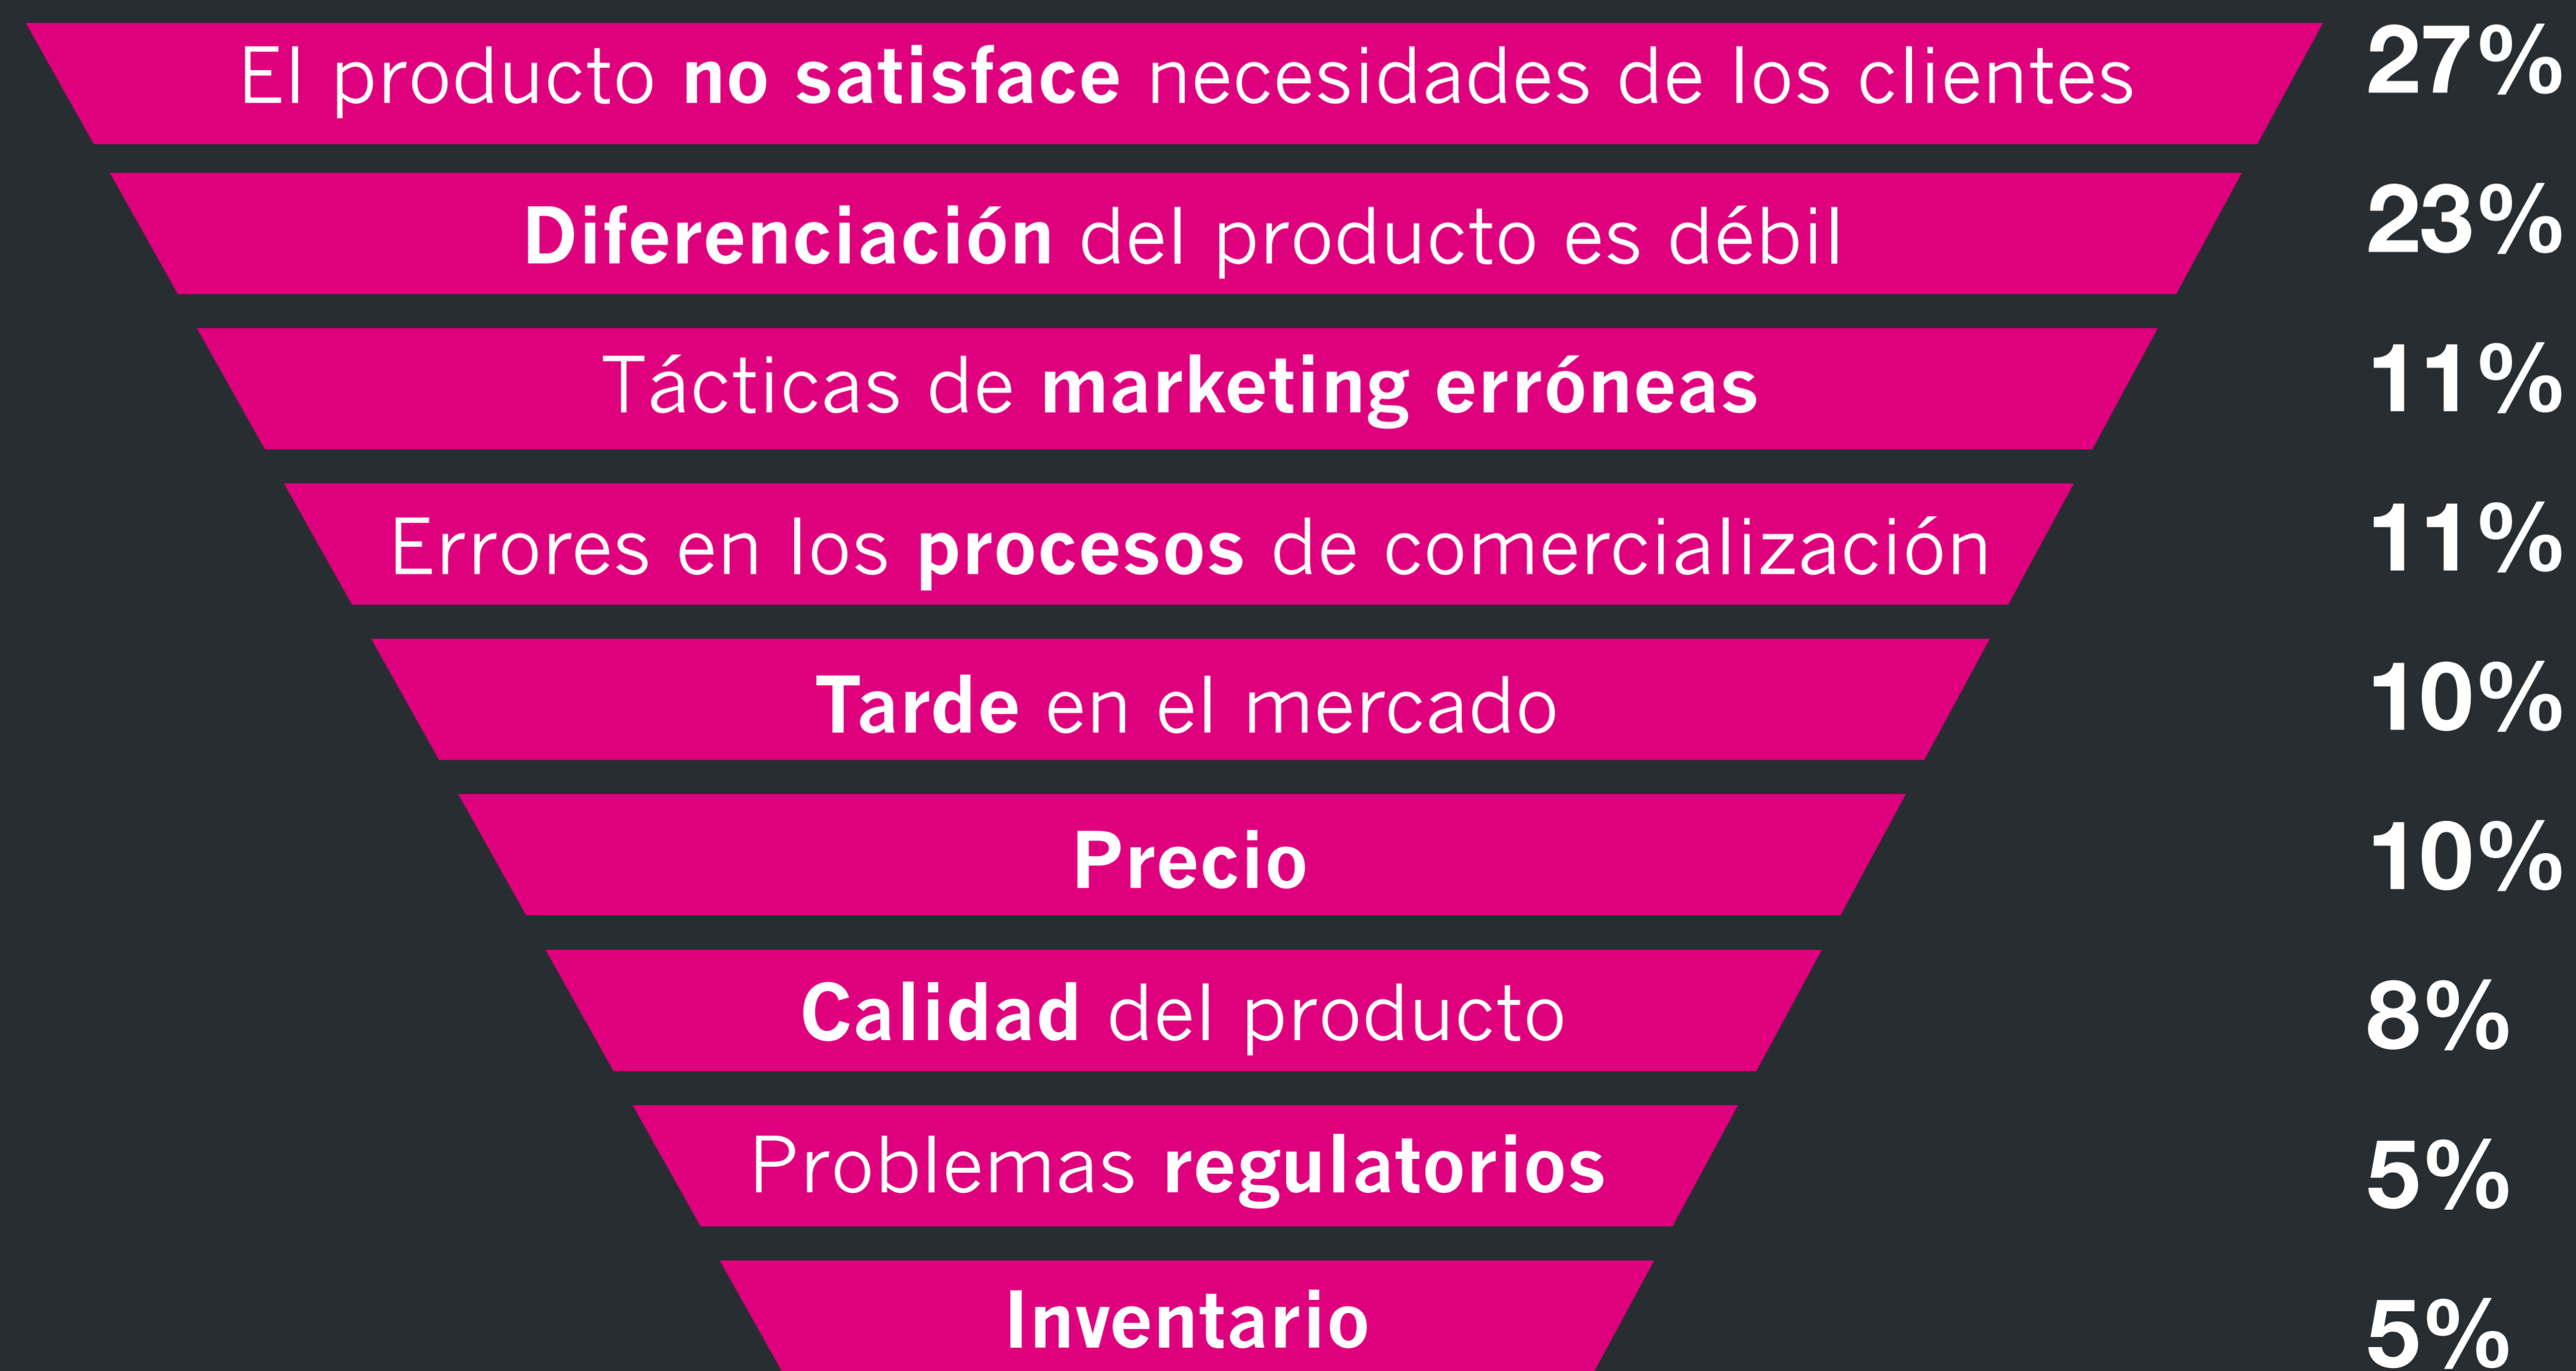 El producto no satisface necesidades de los clientes 27%
Diferenciación del producto es débil 23%
Tácticas de marketing erróneas 11%
Errores en los procesos de comercialización 11%
Tarde en el mercado 10%
Precio 10%
Calidad del producto 8%
Problemas regulatorios 5%
Inventario 5%